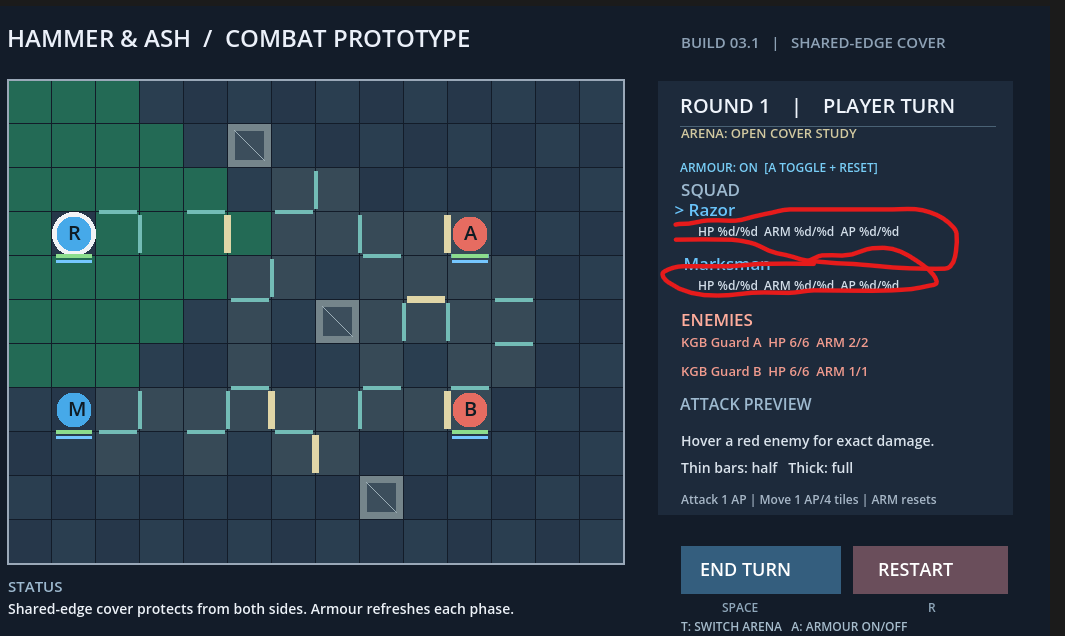 HAMMER & ASH / COMBAT PROTOTYPE
BUILD 03.1 | SHARED-EDGE COVER
ROUND 1 | PLAYER TURN
ARENA: OPEN COVER STUDY
ARMOUR: ON [A TOGGLE + RESET]
SQUAD
> Razor
HP %d/%d ARM %d/%d AP %d/%d
Marksman
HP %d/%d ARM %d/%d AP %d/%d
ENEMIES
KGB Guard A HP 6/6 ARM 2/2
KGB Guard B HP 6/6 ARM 1/1
ATTACK PREVIEW
Hover a red enemy for exact damage.
Thin bars: half Thick: full
Attack 1 AP | Move 1 AP/4 tiles | ARM resets
R
A
M
B
END TURN
RESTART
SPACE
R
T: SWITCH ARENA A: ARMOUR ON/OFF
STATUS
Shared-edge cover protects from both sides. Armour refreshes each phase.